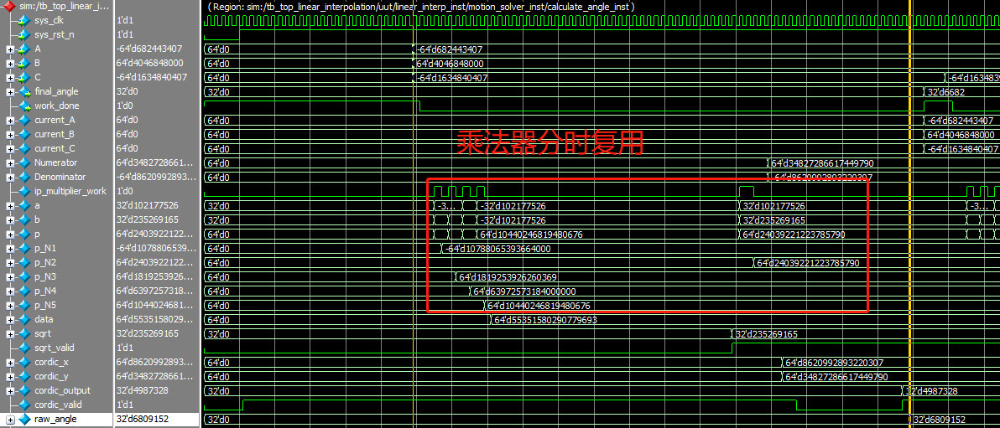 sim:/tb_top_linear_i...
( Region: sim:/tb_top_linear_interpolation/uut/linear_interp_inst/motion_solver_inst/calculate_angle_inst )
sys_clk 1'd1
sys_rst_n 1'd1
A -64'd682443407 64'd0 -64'd682443407
B 64'd4046848000 64'd0 64'd4046848000
C -64'd1634840407 64'd0 -64'd1634840407 -64'd163483...
final_angle 32'd0 32'd0 32'd6682
work_done 1'd0
current_A 64'd0 64'd0 -64'd682443407
current_B 64'd0 64'd0 64'd4046848000
current_C 64'd0 64'd0 -64'd1634840407
乘法器分时复用
Numerator 64'd3482728661... 64'd0 64'd34827286617449790
Denominator -64'd862099289... 64'd0 -64'd8620992893220307
ip_multiplier_work 1'd0
a 32'd102177526 32'd0 -3... -32'd102177526 32'd102177526 -3...
b 32'd235269165 32'd0 -32'd102177526 32'd235269165
p 64'd2403922122... 64'd0 64'd10440246819480676 64'd24039221223785790
p_N1 -64'd107880653... 64'd0 -64'd10788065393664000
p_N2 64'd2403922122... 64'd0 64'd24039221223785790
p_N3 64'd1819253926... 64'd0 64'd1819253926260369
p_N4 64'd6397257318... 64'd0 64'd63972573184000000
p_N5 64'd1044024681... 64'd0 64'd10440246819480676
data 64'd5535158029... 64'd0 64'd55351580290779693
sqrt 32'd235269165 32'd0 32'd235269165
sqrt_valid 1'd1
cordic_x 64'd8620992893... 64'd0 64'd8620992893220307
cordic_y 64'd3482728661... 64'd0 64'd34827286617449790
cordic_output 32'd4987328 32'd0 32'd4987328
cordic_valid 1'd1
raw_angle 32'd6809152 32'd0 32'd6809152